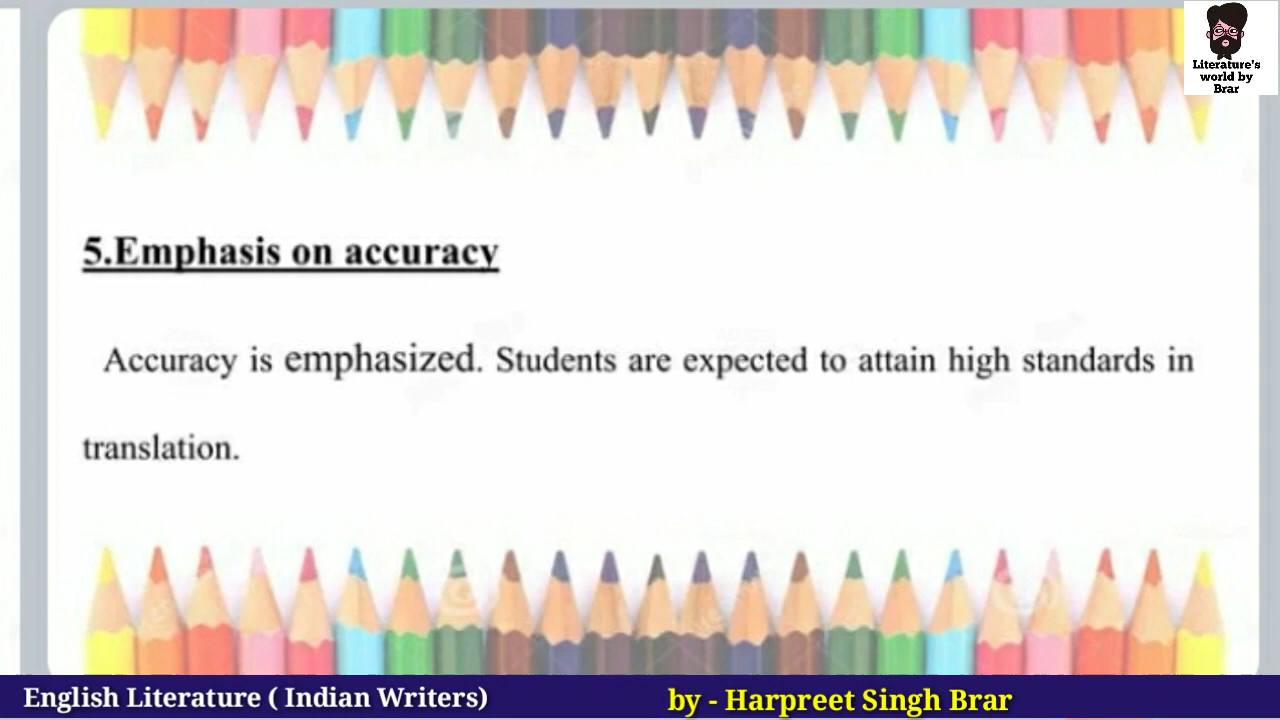 Literature's
world by
Brar
5.Emphasis on accuracy
Accuracy is emphasized. Students are expected to attain high standards in
translation.
English Literature ( Indian Writers)
by - Harpreet Singh Brar